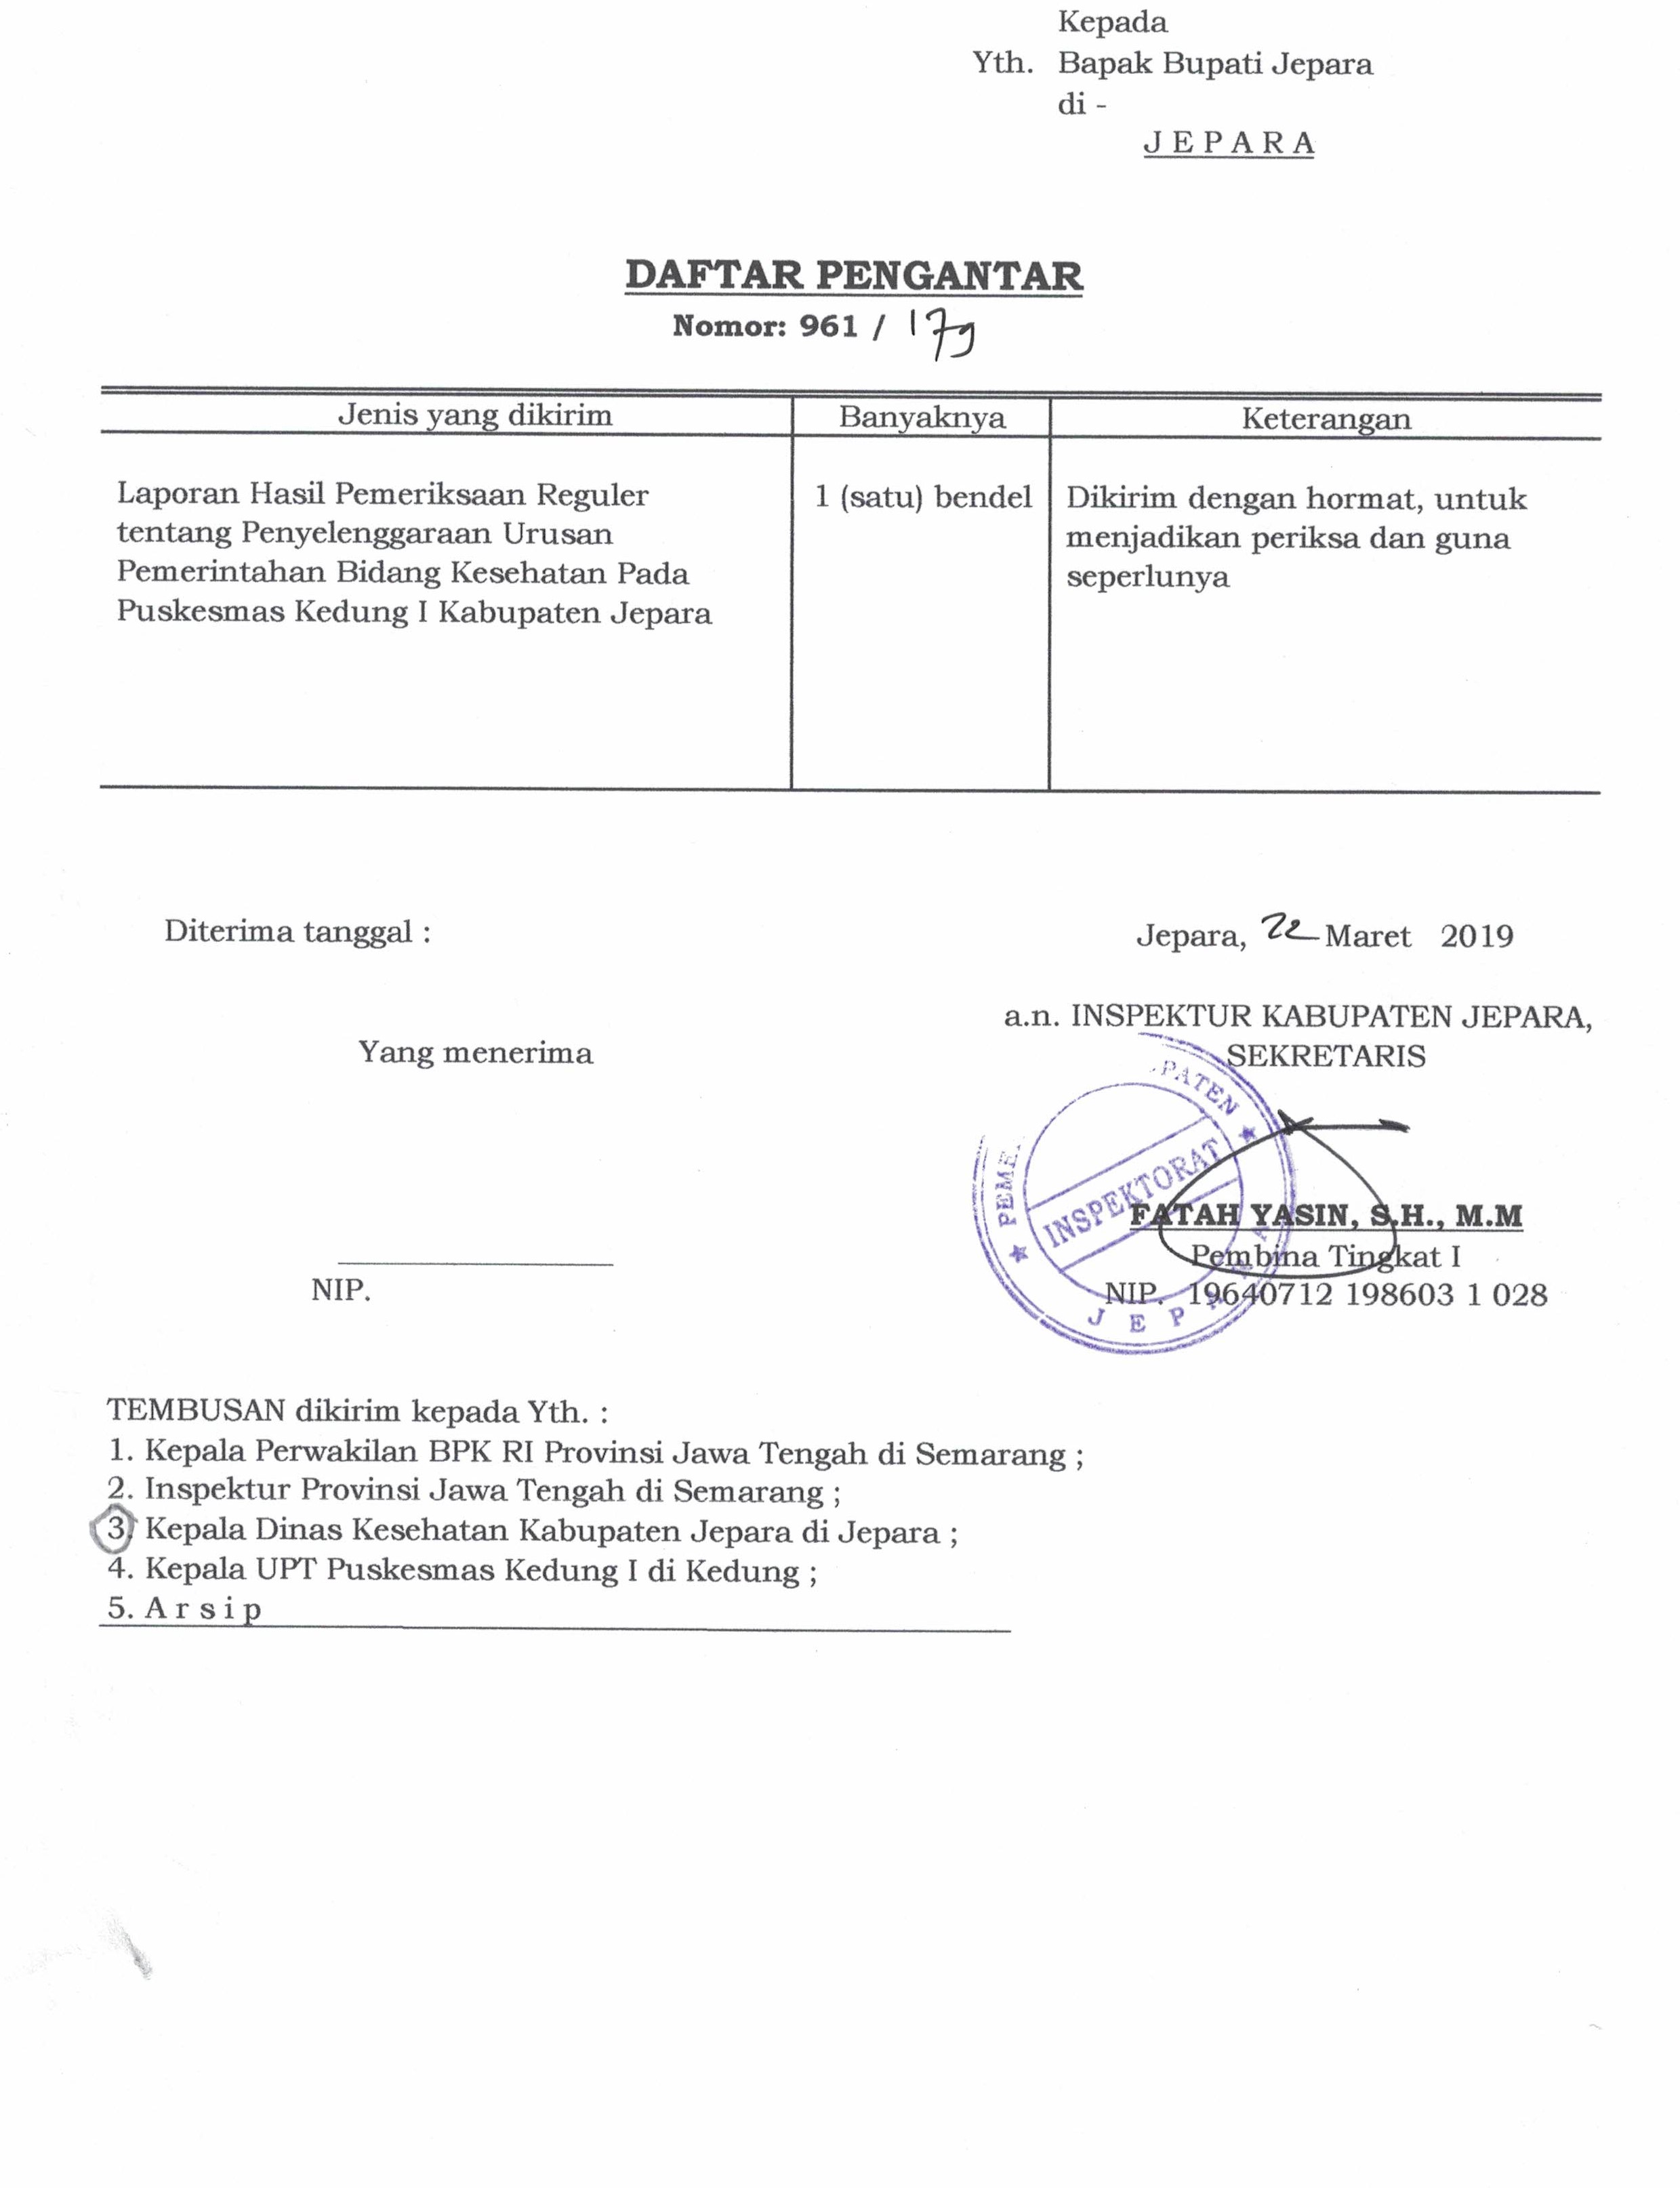 Kepada
Yth. Bapak Bupati Jepara
di -
J E P A R A
DAFTAR PENGANTAR
Nomor: 961 / 179
Jenis yang dikirim Banyaknya Keterangan
Laporan Hasil Pemeriksaan Reguler 1 (satu) bendel Dikirim dengan hormat, untuk
tentang Penyelenggaraan Urusan menjadikan periksa dan guna
Pemerintahan Bidang Kesehatan Pada seperlunya
Puskesmas Kedung I Kabupaten Jepara
Diterima tanggal : Jepara, 22 Maret 2019
a.n. INSPEKTUR KABUPATEN JEPARA,
Yang menerima SEKRETARIS
INSPEKTORAT
FATAH YASIN, S.H., M.M
Pembina Tingkat I
NIP. NIP. 19640712 198603 1 028
TEMBUSAN dikirim kepada Yth. :
1. Kepala Perwakilan BPK RI Provinsi Jawa Tengah di Semarang ;
2. Inspektur Provinsi Jawa Tengah di Semarang ;
3. Kepala Dinas Kesehatan Kabupaten Jepara di Jepara ;
4. Kepala UPT Puskesmas Kedung I di Kedung ;
5. A r s i p